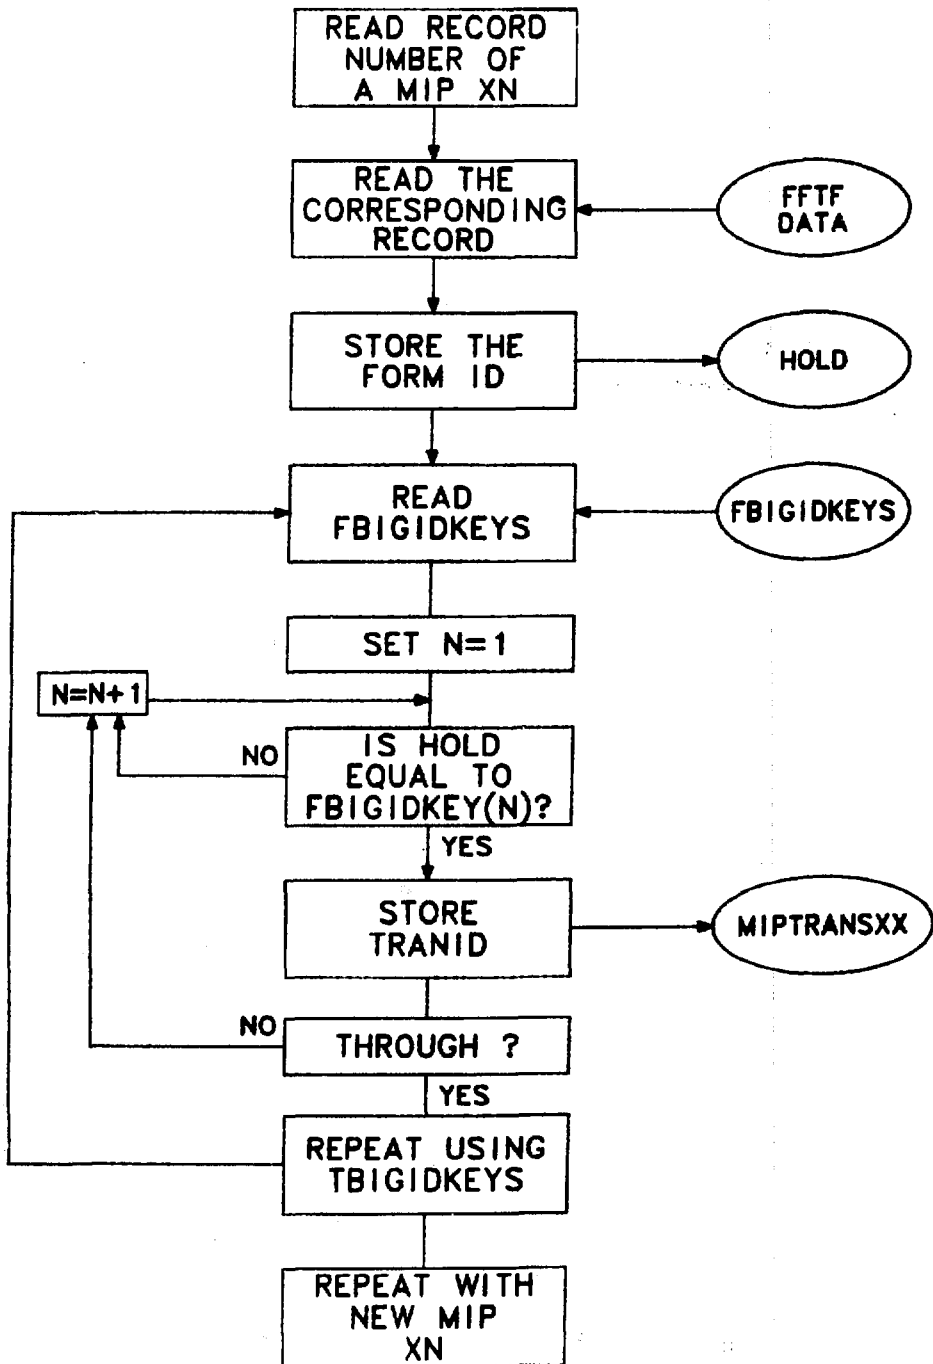 READ RECORD
NUMBER OF
A MIP XN
READ THE
CORRESPONDING
RECORD
FFTF
DATA
STORE THE
FORM ID
HOLD
READ
FBIGIDKEYS
FBIGIDKEYS
SET N=1
N=N+1
NO
IS HOLD
EQUAL TO
FBIGIDKEY(N)?
YES
STORE
TRANID
MIPTRANSXX
NO
THROUGH ?
YES
REPEAT USING
TBIGIDKEYS
REPEAT WITH
NEW MIP
XN